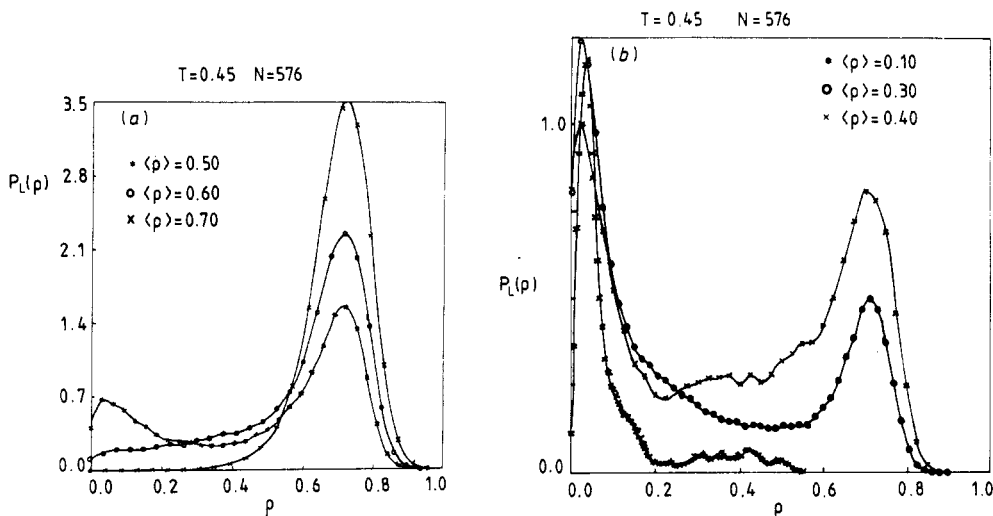 T=0.45 N=576
(a)
3.5
2.8
2.1
1.4
0.7
0.0
P_L(ρ)
• ⟨ρ⟩=0.50
o ⟨ρ⟩=0.60
x ⟨ρ⟩=0.70
0.0 0.2 0.4 0.6 0.8 1.0
ρ
T=0.45 N=576
(b)
1.0
0.0
P_L(ρ)
• ⟨ρ⟩=0.10
o ⟨ρ⟩=0.30
x ⟨ρ⟩=0.40
0.0 0.2 0.4 0.6 0.8 1.0
ρ